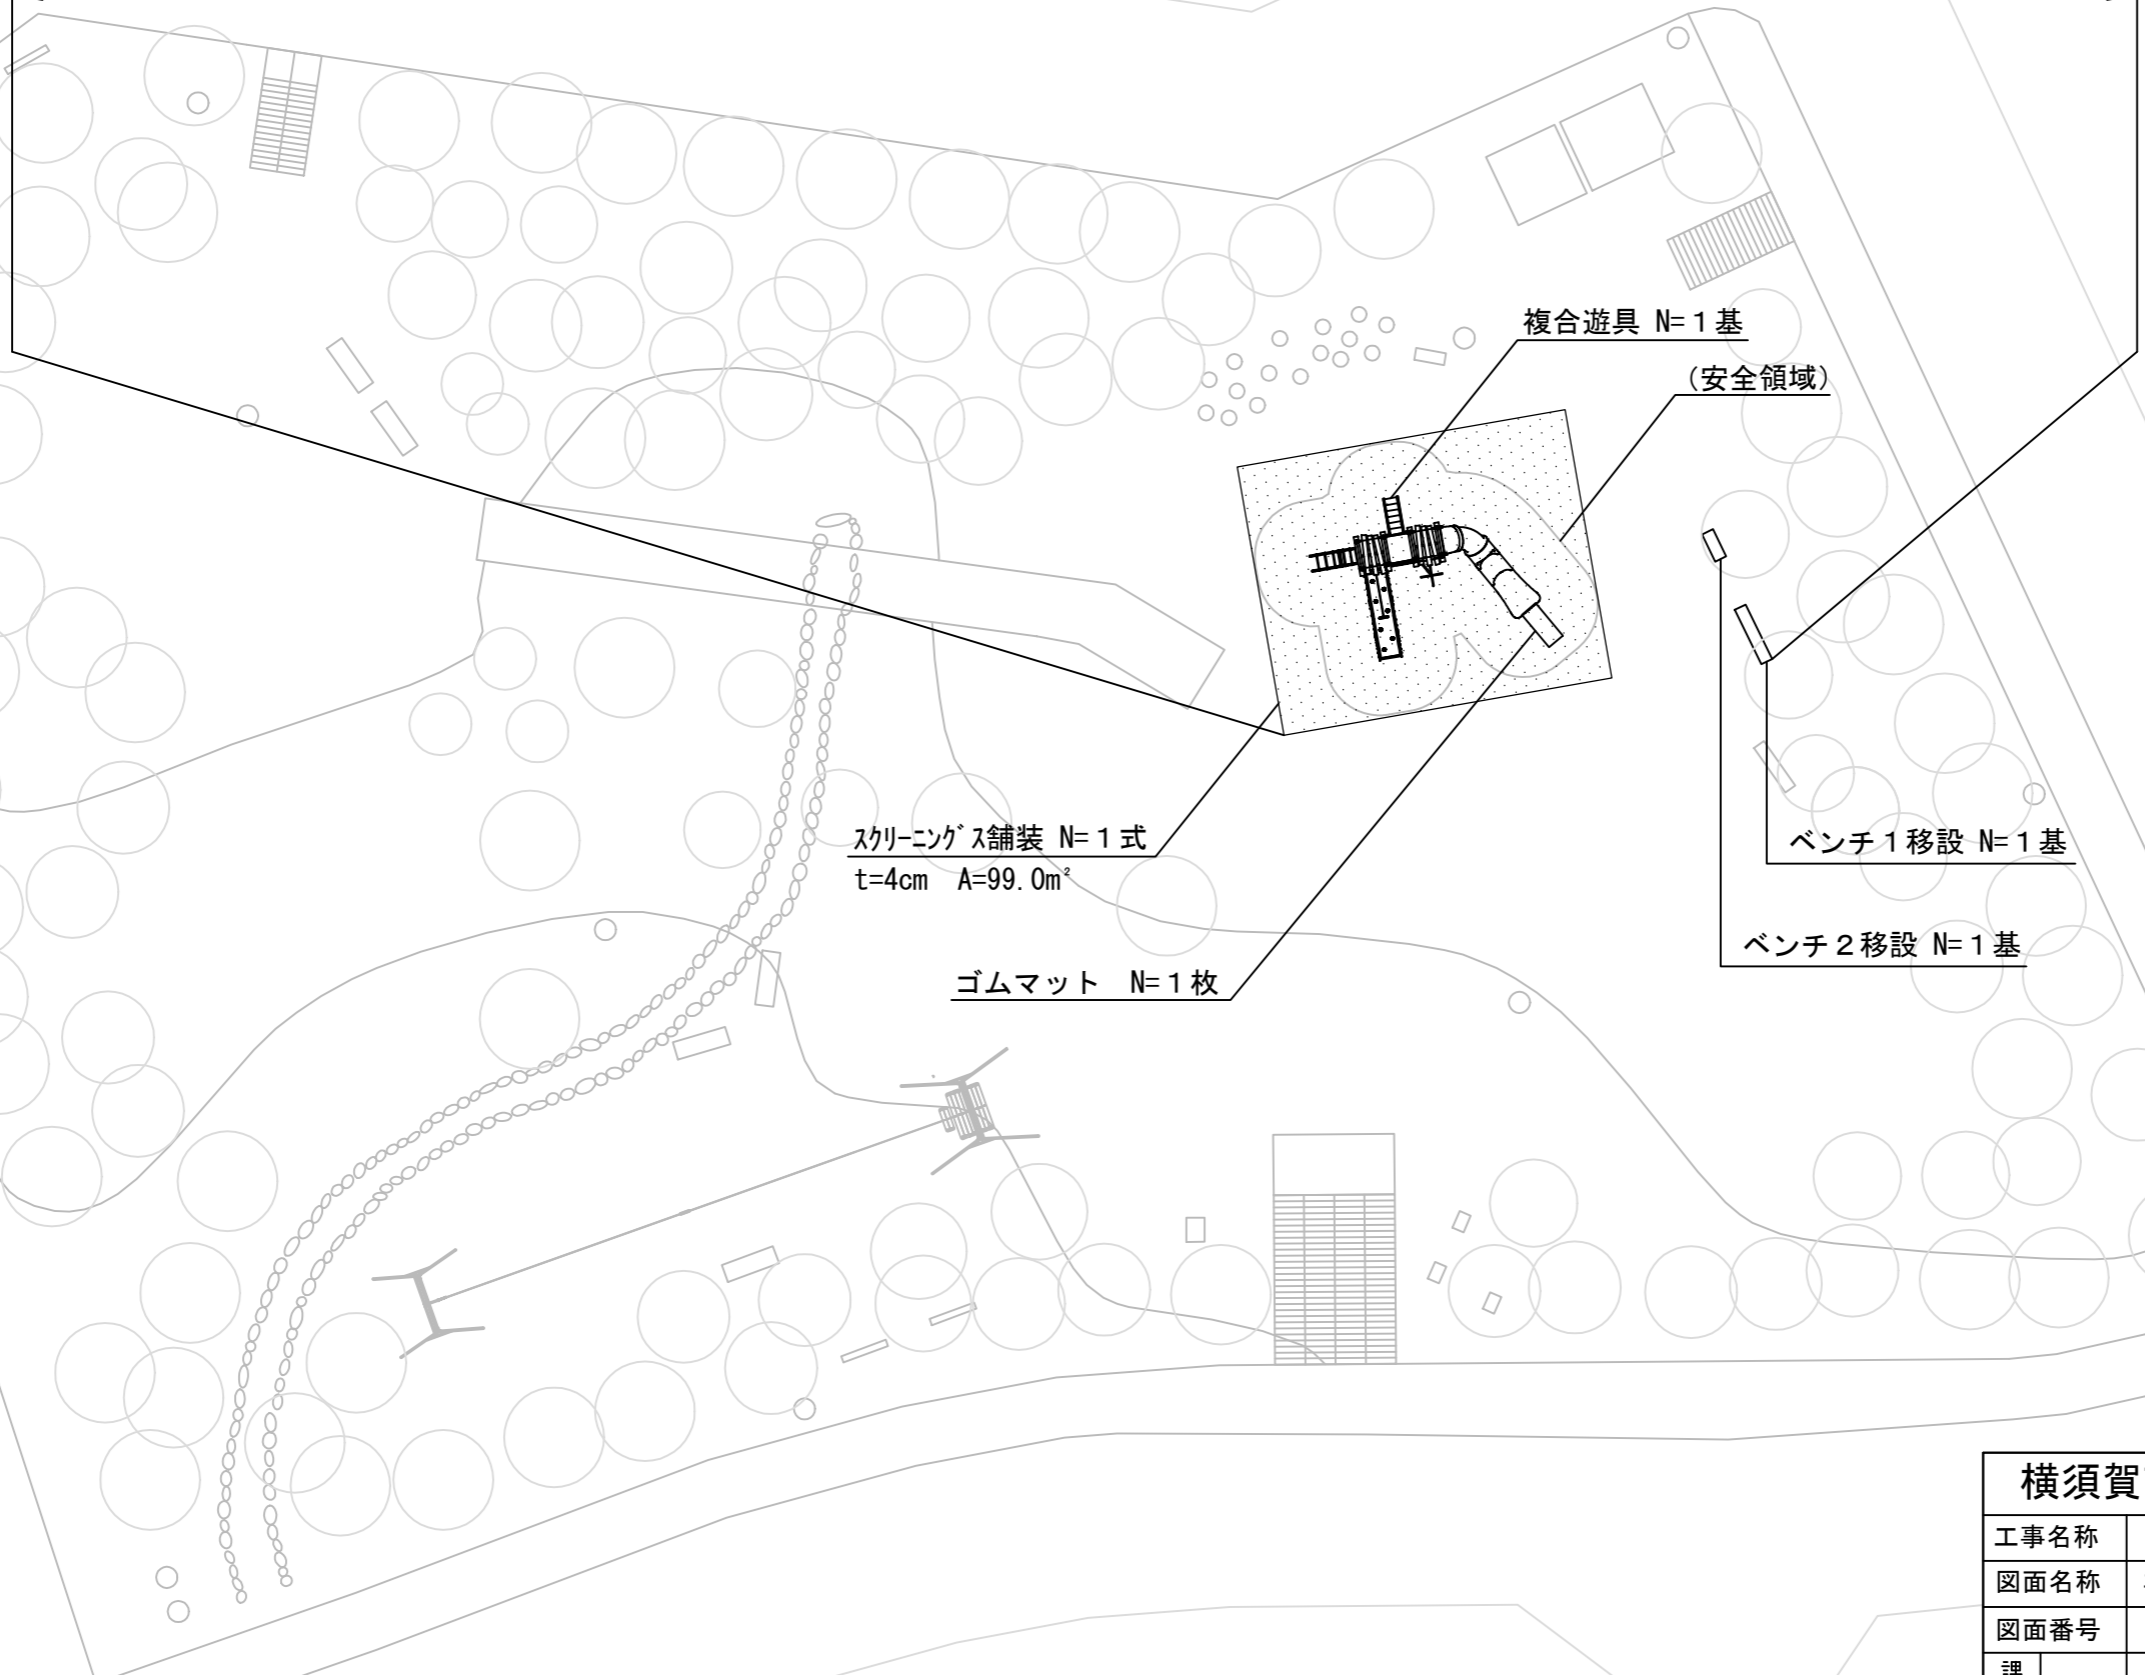 複合遊具 N=１基
(安全領域)
ｽｸﾘｰﾆﾝｸﾞｽ舗装 N=１式
t=4cm　A=99.0m²
ベンチ１移設 N=１基
ベンチ２移設 N=１基
ゴムマット　N=１枚
横須賀
工事名称
図面名称
図面番号
課